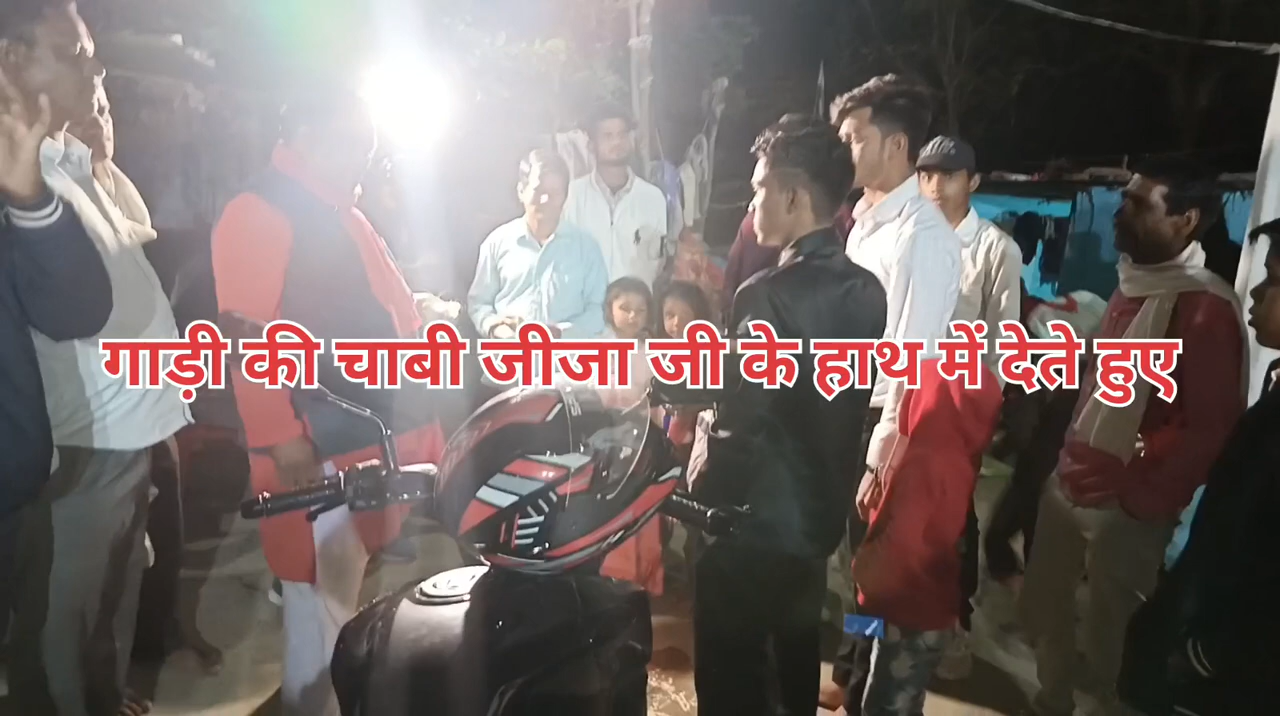 गाड़ी की चाबी जीजा जी के हाथ में देते हुए